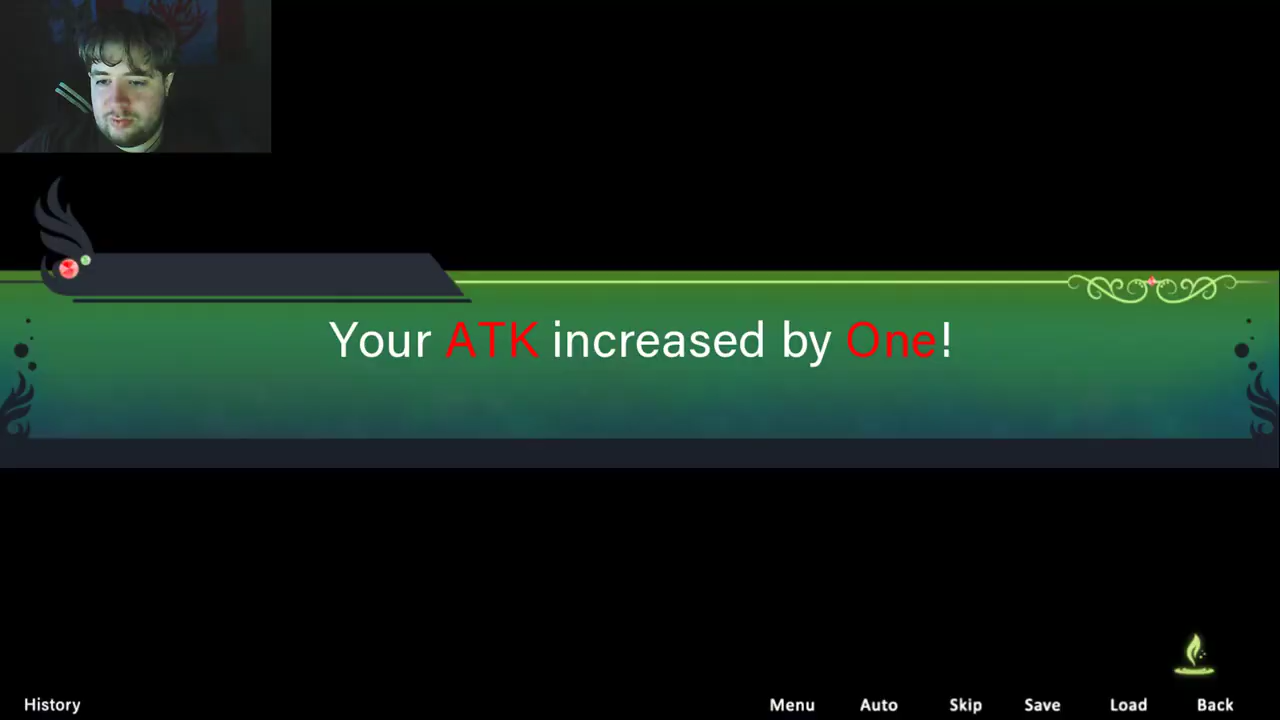 Your ATK increased by One!
History
Menu
Auto
Skip
Save
Load
Back